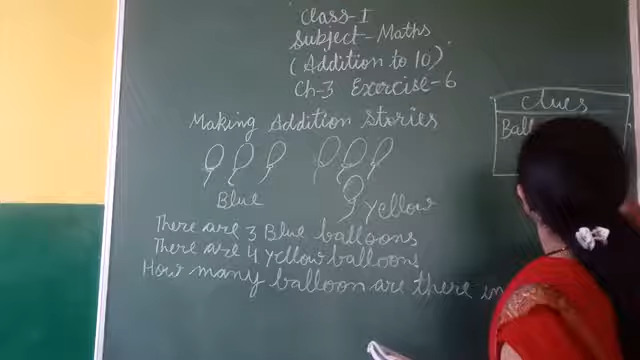 Class-I
Subject-Maths
(Addition to 10)
Ch-3 Exercise-6
Making Addition Stories
Blue
Yellow
There are 3 Blue balloons
There are 4 Yellow balloons
How many balloon are there in
Clues
Ball